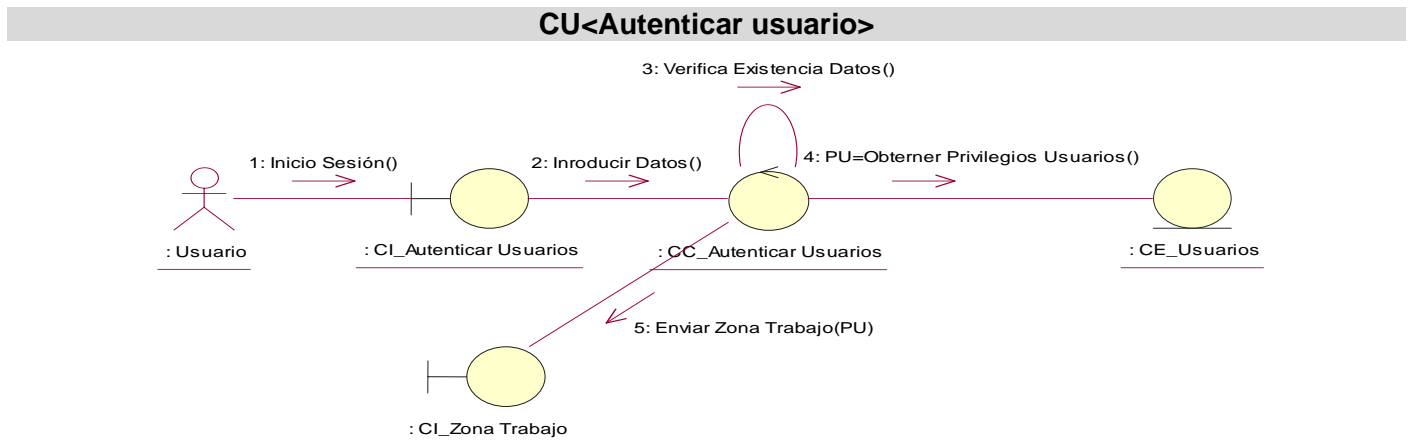 CU<Autenticar usuario>
3: Verifica Existencia Datos()
1: Inicio Sesión()
2: Inroducir Datos()
4: PU=Obterner Privilegios Usuarios()
: Usuario
: CI_Autenticar Usuarios
: CC_Autenticar Usuarios
: CE_Usuarios
5: Enviar Zona Trabajo(PU)
: CI_Zona Trabajo